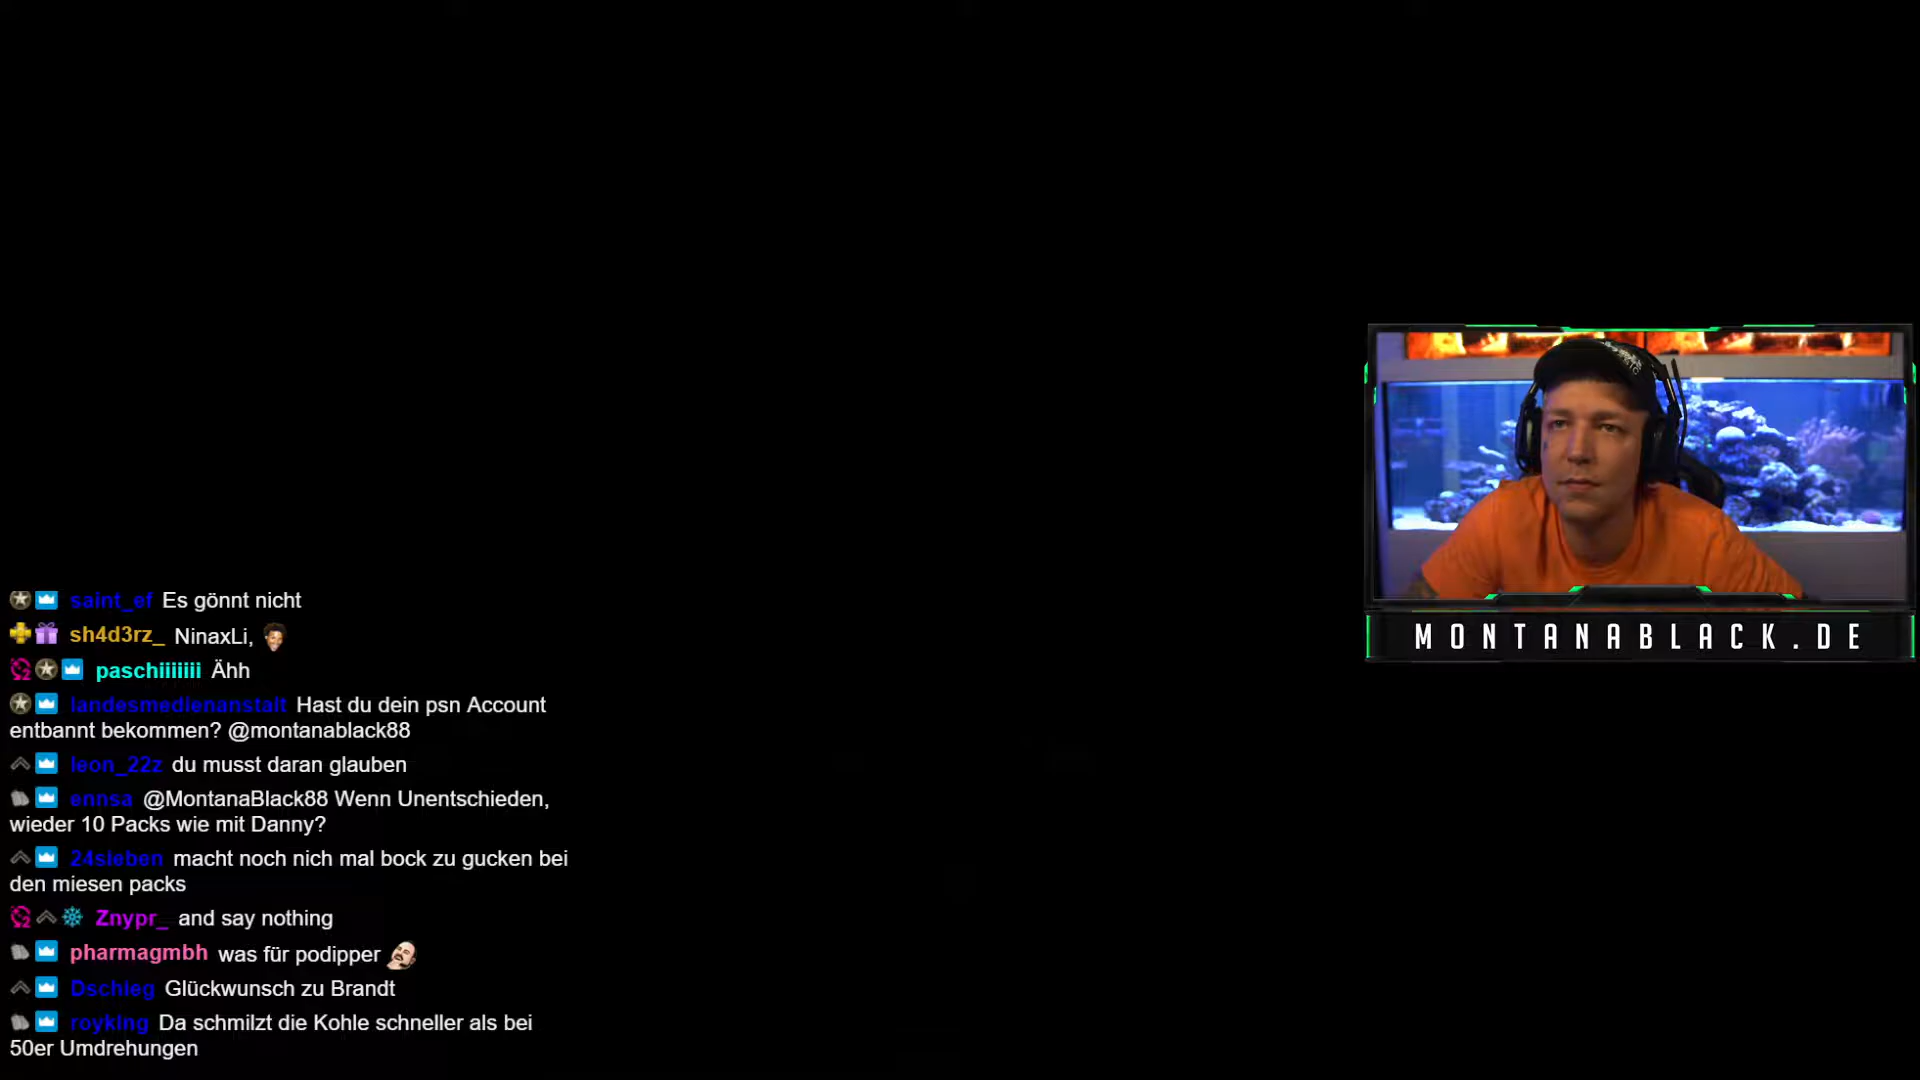 saint_ef Es gönnt nicht
sh4d3rz_ NinaxLi,
paschiiiiiii Ähh
landesmedienanstalt Hast du dein psn Account
entbannt bekommen? @montanablack88
leon_22z du musst daran glauben
ennsa @MontanaBlack88 Wenn Unentschieden,
wieder 10 Packs wie mit Danny?
24sieben macht noch nich mal bock zu gucken bei
den miesen packs
Znypr_ and say nothing
pharmagmbh was für podipper
Dschleg Glückwunsch zu Brandt
royking Da schmilzt die Kohle schneller als bei
50er Umdrehungen
MONTANABLACK.DE